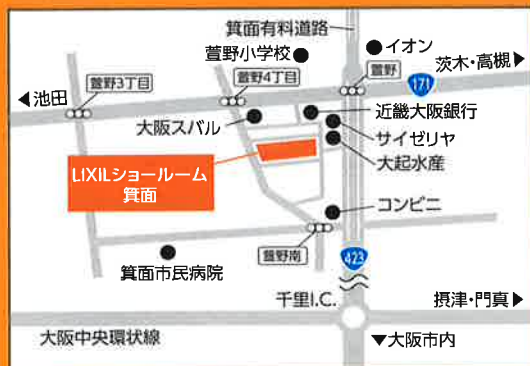 箕面有料道路
萱野小学校
イオン
茨木・高槻▶
萱野3丁目
萱野4丁目
萱野
171
◀池田
大阪スバル
近畿大阪銀行
サイゼリヤ
大起水産
LIXILショールーム
箕面
コンビニ
萱野南
箕面市民病院
423
千里I.C.
摂津・門真▶
大阪中央環状線
▼大阪市内